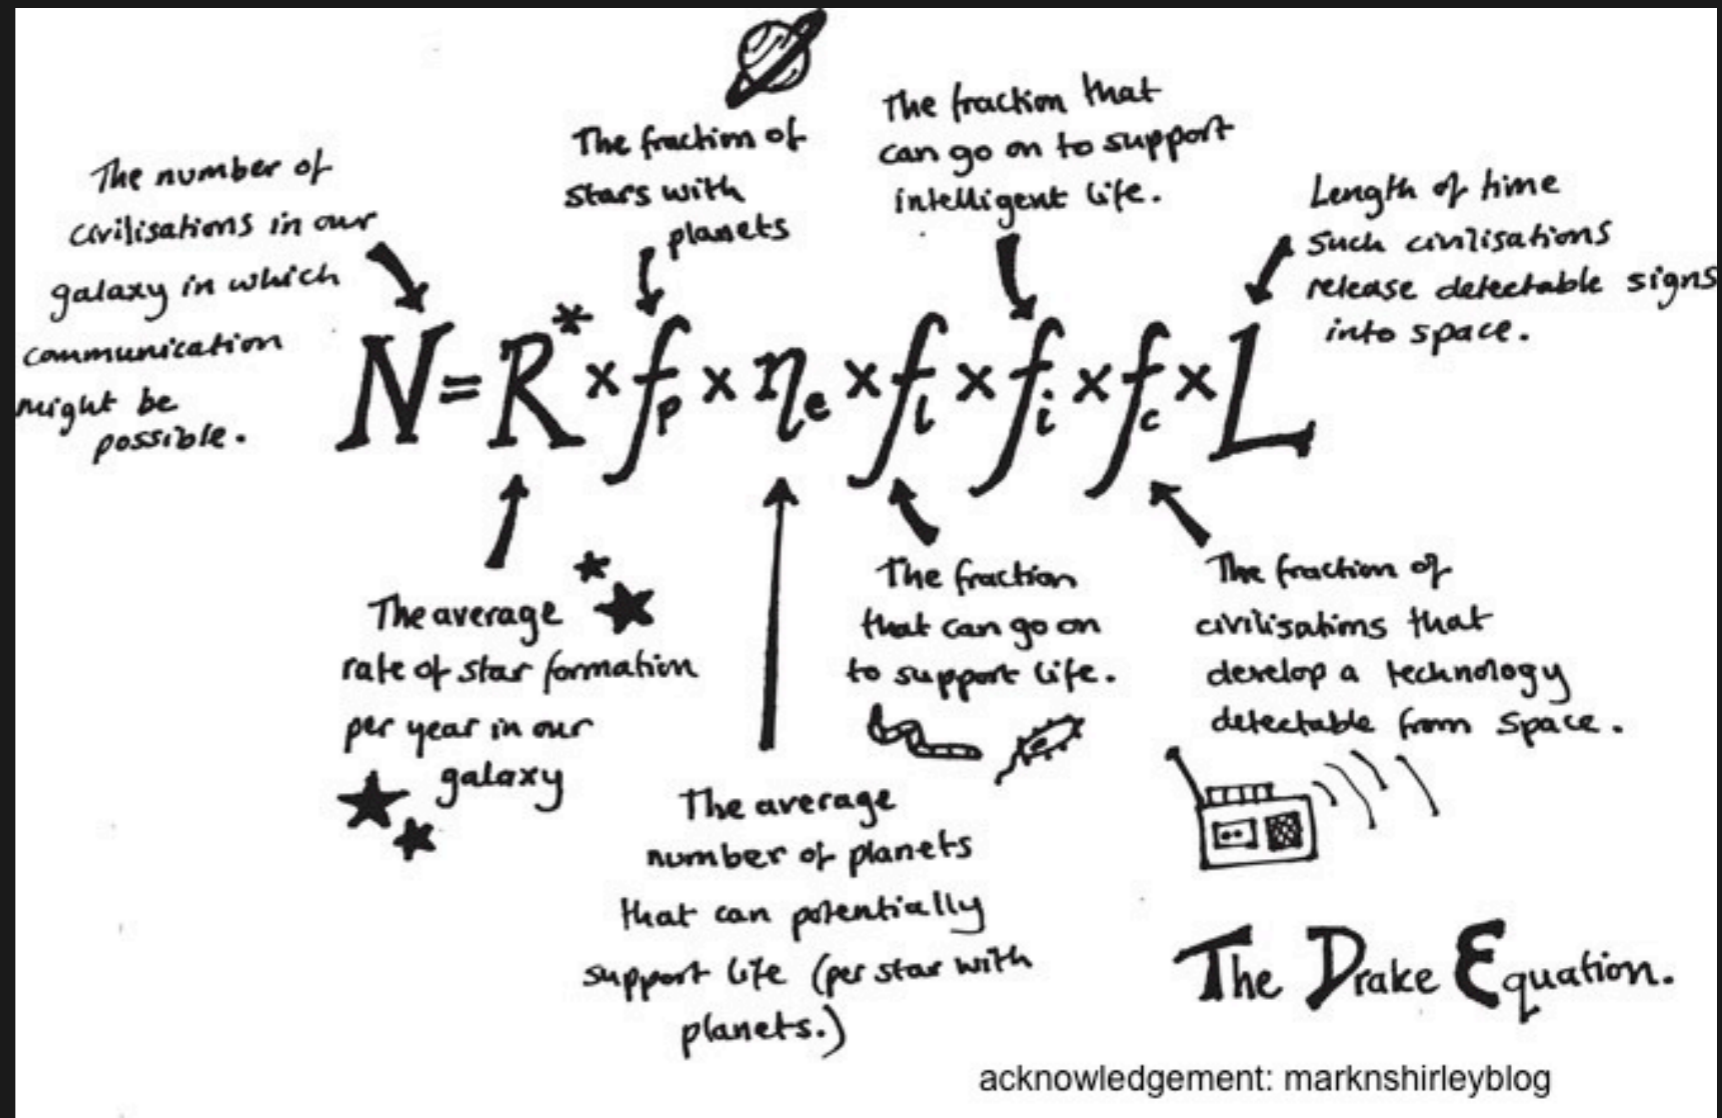 The number of
civilisations in our
galaxy in which
communication
might be
possible.
The fraction of
stars with
planets
The fraction that
can go on to support
intelligent life.
Length of time
such civilisations
release detectable signs
into space.
N = R* × fp × ne × fl × fi × fc × L
The average
rate of star formation
per year in our
galaxy
The average
number of planets
that can potentially
support life (per star with
planets.)
The fraction
that can go on
to support life.
The fraction of
civilisations that
develop a technology
detectable from space.
The Drake Equation.
acknowledgement: marknshirleyblog